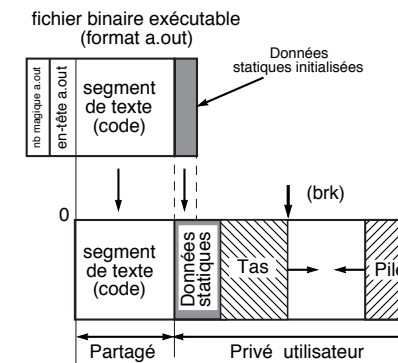 fichier binaire exécutable
(format a.out)
Données
statiques initialisées
nb magique a.out
en-tête a.out
segment
de texte
(code)
0
(brk)
segment
de texte
(code)
Données
statiques
Tas
Pile
Partagé
Privé utilisateur